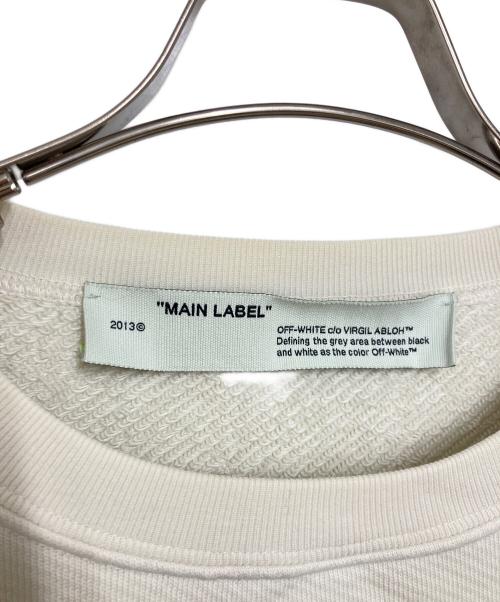 "MAIN LABEL"
2013©
OFF-WHITE c/o VIRGIL ABLOH™
Defining the grey area between black
and white as the color Off-White™